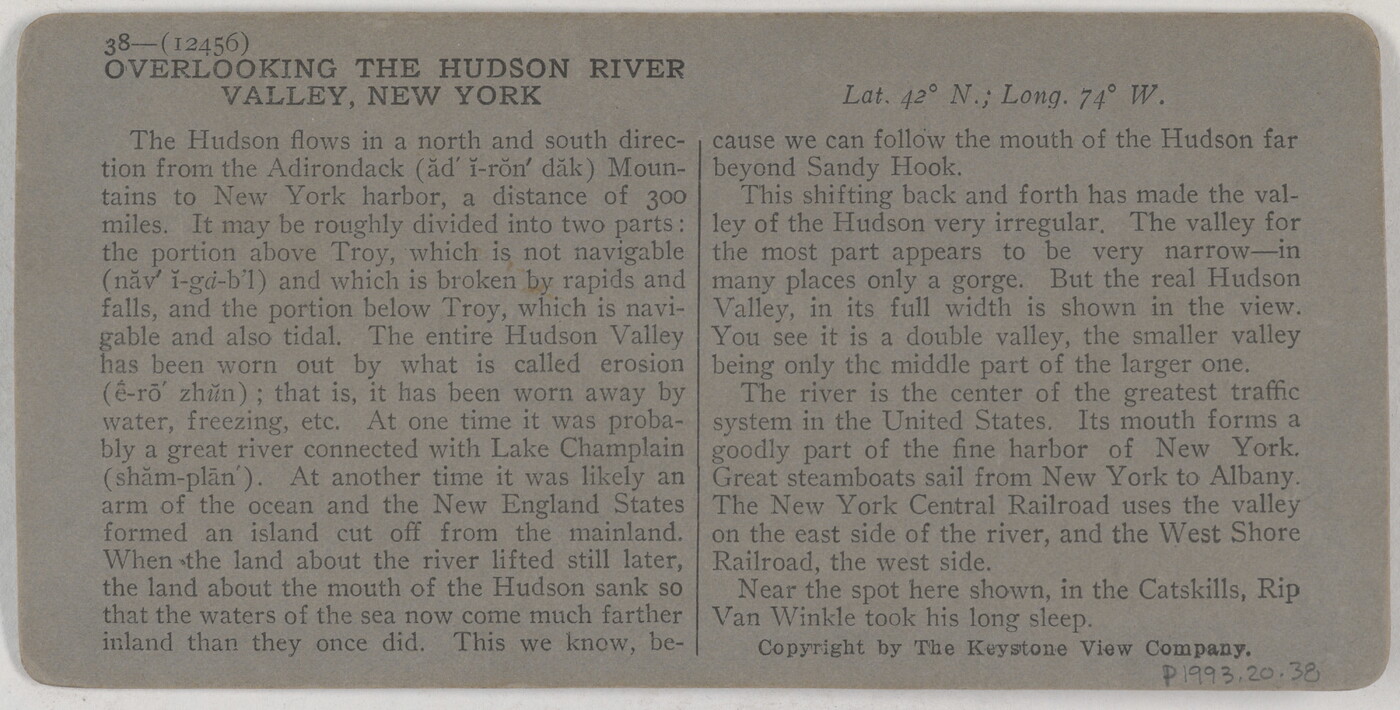 38—(12456)
OVERLOOKING THE HUDSON RIVER
VALLEY, NEW YORK
Lat. 42° N.; Long. 74° W.
The Hudson flows in a north and south direc-
tion from the Adirondack (ăd′ ĭ-rŏn′ dăk) Moun-
tains to New York harbor, a distance of 300
miles. It may be roughly divided into two parts:
the portion above Troy, which is not navigable
(năv′ ĭ-gȧ-b'l) and which is broken by rapids and
falls, and the portion below Troy, which is navi-
gable and also tidal. The entire Hudson Valley
has been worn out by what is called erosion
(ê-rō′ zhŭn); that is, it has been worn away by
water, freezing, etc. At one time it was proba-
bly a great river connected with Lake Champlain
(shăm-plān′). At another time it was likely an
arm of the ocean and the New England States
formed an island cut off from the mainland.
When the land about the river lifted still later,
the land about the mouth of the Hudson sank so
that the waters of the sea now come much farther
inland than they once did. This we know, be-
cause we can follow the mouth of the Hudson far
beyond Sandy Hook.
This shifting back and forth has made the val-
ley of the Hudson very irregular. The valley for
the most part appears to be very narrow—in
many places only a gorge. But the real Hudson
Valley, in its full width is shown in the view.
You see it is a double valley, the smaller valley
being only the middle part of the larger one.
The river is the center of the greatest traffic
system in the United States. Its mouth forms a
goodly part of the fine harbor of New York.
Great steamboats sail from New York to Albany.
The New York Central Railroad uses the valley
on the east side of the river, and the West Shore
Railroad, the west side.
Near the spot here shown, in the Catskills, Rip
Van Winkle took his long sleep.
Copyright by The Keystone View Company.
P1993.20.38